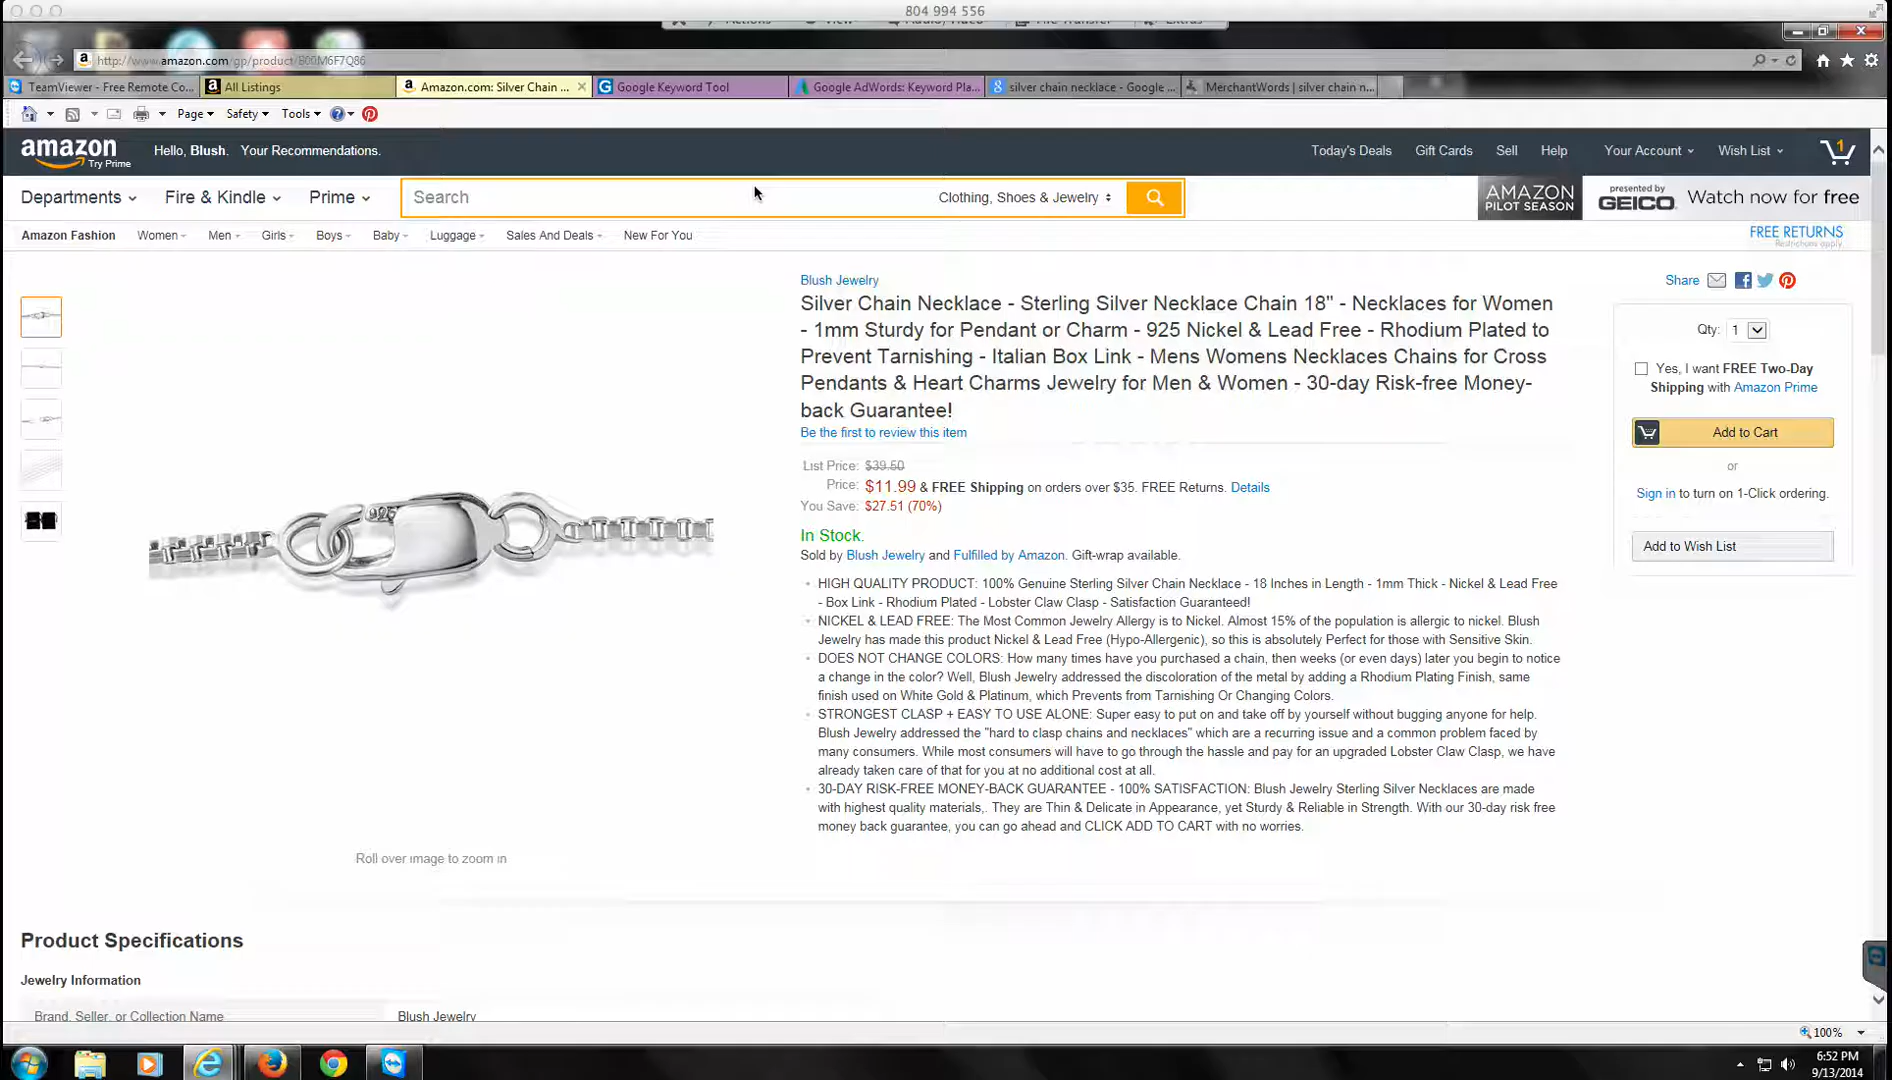 804 994 556
Actions
View
Audio/Video
File Transfer
Extras
http://www.amazon.com/gp/product/B00M6F7Q86
TeamViewer - Free Remote Co...
All Listings
Amazon.com: Silver Chain ...
Google Keyword Tool
Google AdWords: Keyword Pla...
silver chain necklace - Google ...
MerchantWords | silver chain n...
Page
Safety
Tools
amazon
Try Prime
Hello, Blush. Your Recommendations.
Today's Deals
Gift Cards
Sell
Help
Your Account
Wish List
1
Departments
Fire & Kindle
Prime
Search
Clothing, Shoes & Jewelry
AMAZON
PILOT SEASON
presented by
GEICO
Watch now for free
Amazon Fashion
Women
Men
Girls
Boys
Baby
Luggage
Sales And Deals
New For You
FREE RETURNS
Restrictions apply
Blush Jewelry
Share
Silver Chain Necklace - Sterling Silver Necklace Chain 18" - Necklaces for Women
- 1mm Sturdy for Pendant or Charm - 925 Nickel & Lead Free - Rhodium Plated to
Prevent Tarnishing - Italian Box Link - Mens Womens Necklaces Chains for Cross
Pendants & Heart Charms Jewelry for Men & Women - 30-day Risk-free Money-
back Guarantee!
Be the first to review this item
List Price: $39.50
Price: $11.99 & FREE Shipping on orders over $35. FREE Returns. Details
You Save: $27.51 (70%)
In Stock.
Sold by Blush Jewelry and Fulfilled by Amazon. Gift-wrap available.
HIGH QUALITY PRODUCT: 100% Genuine Sterling Silver Chain Necklace - 18 Inches in Length - 1mm Thick - Nickel & Lead Free
- Box Link - Rhodium Plated - Lobster Claw Clasp - Satisfaction Guaranteed!
NICKEL & LEAD FREE: The Most Common Jewelry Allergy is to Nickel. Almost 15% of the population is allergic to nickel. Blush
Jewelry has made this product Nickel & Lead Free (Hypo-Allergenic), so this is absolutely Perfect for those with Sensitive Skin.
DOES NOT CHANGE COLORS: How many times have you purchased a chain, then weeks (or even days) later you begin to notice
a change in the color? Well, Blush Jewelry addressed the discoloration of the metal by adding a Rhodium Plating Finish, same
finish used on White Gold & Platinum, which Prevents from Tarnishing Or Changing Colors.
STRONGEST CLASP + EASY TO USE ALONE: Super easy to put on and take off by yourself without bugging anyone for help.
Blush Jewelry addressed the "hard to clasp chains and necklaces" which are a recurring issue and a common problem faced by
many consumers. While most consumers will have to go through the hassle and pay for an upgraded Lobster Claw Clasp, we have
already taken care of that for you at no additional cost at all.
30-DAY RISK-FREE MONEY-BACK GUARANTEE - 100% SATISFACTION: Blush Jewelry Sterling Silver Necklaces are made
with highest quality materials,. They are Thin & Delicate in Appearance, yet Sturdy & Reliable in Strength. With our 30-day risk free
money back guarantee, you can go ahead and CLICK ADD TO CART with no worries.
Qty: 1
Yes, I want FREE Two-Day
Shipping with Amazon Prime
Add to Cart
or
Sign in to turn on 1-Click ordering.
Add to Wish List
925
Roll over image to zoom in
Product Specifications
Jewelry Information
Brand, Seller, or Collection Name
Blush Jewelry
100%
6:52 PM
9/13/2014